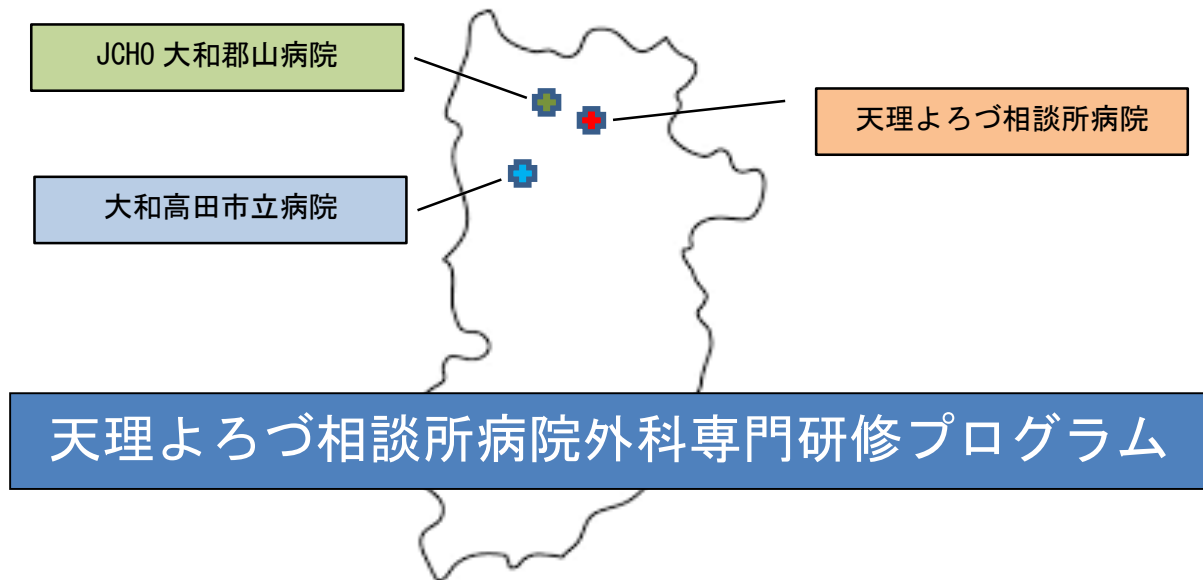 JCHO 大和郡山病院
天理よろづ相談所病院
大和高田市立病院
天理よろづ相談所病院外科専門研修プログラム